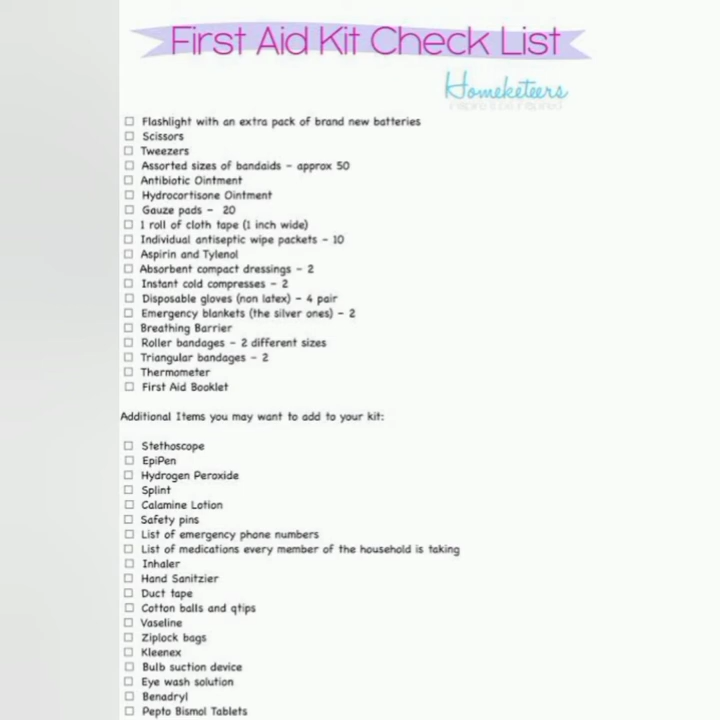 First Aid Kit Check List
Homeketeers
Flashlight with an extra pack of brand new batteries
Scissors
Tweezers
Assorted sizes of bandaids - approx 50
Antibiotic Ointment
Hydrocortisone Ointment
Gauze pads - 20
1 roll of cloth tape (1 inch wide)
Individual antiseptic wipe packets - 10
Aspirin and Tylenol
Absorbent compact dressings - 2
Instant cold compresses - 2
Disposable gloves (non latex) - 4 pair
Emergency blankets (the silver ones) - 2
Breathing Barrier
Roller bandages - 2 different sizes
Triangular bandages - 2
Thermometer
First Aid Booklet
Additional Items you may want to add to your kit:
Stethoscope
EpiPen
Hydrogen Peroxide
Splint
Calamine Lotion
Safety pins
List of emergency phone numbers
List of medications every member of the household is taking
Inhaler
Hand Sanitzier
Duct tape
Cotton balls and qtips
Vaseline
Ziplock bags
Kleenex
Bulb suction device
Eye wash solution
Benadryl
Pepto Bismol Tablets